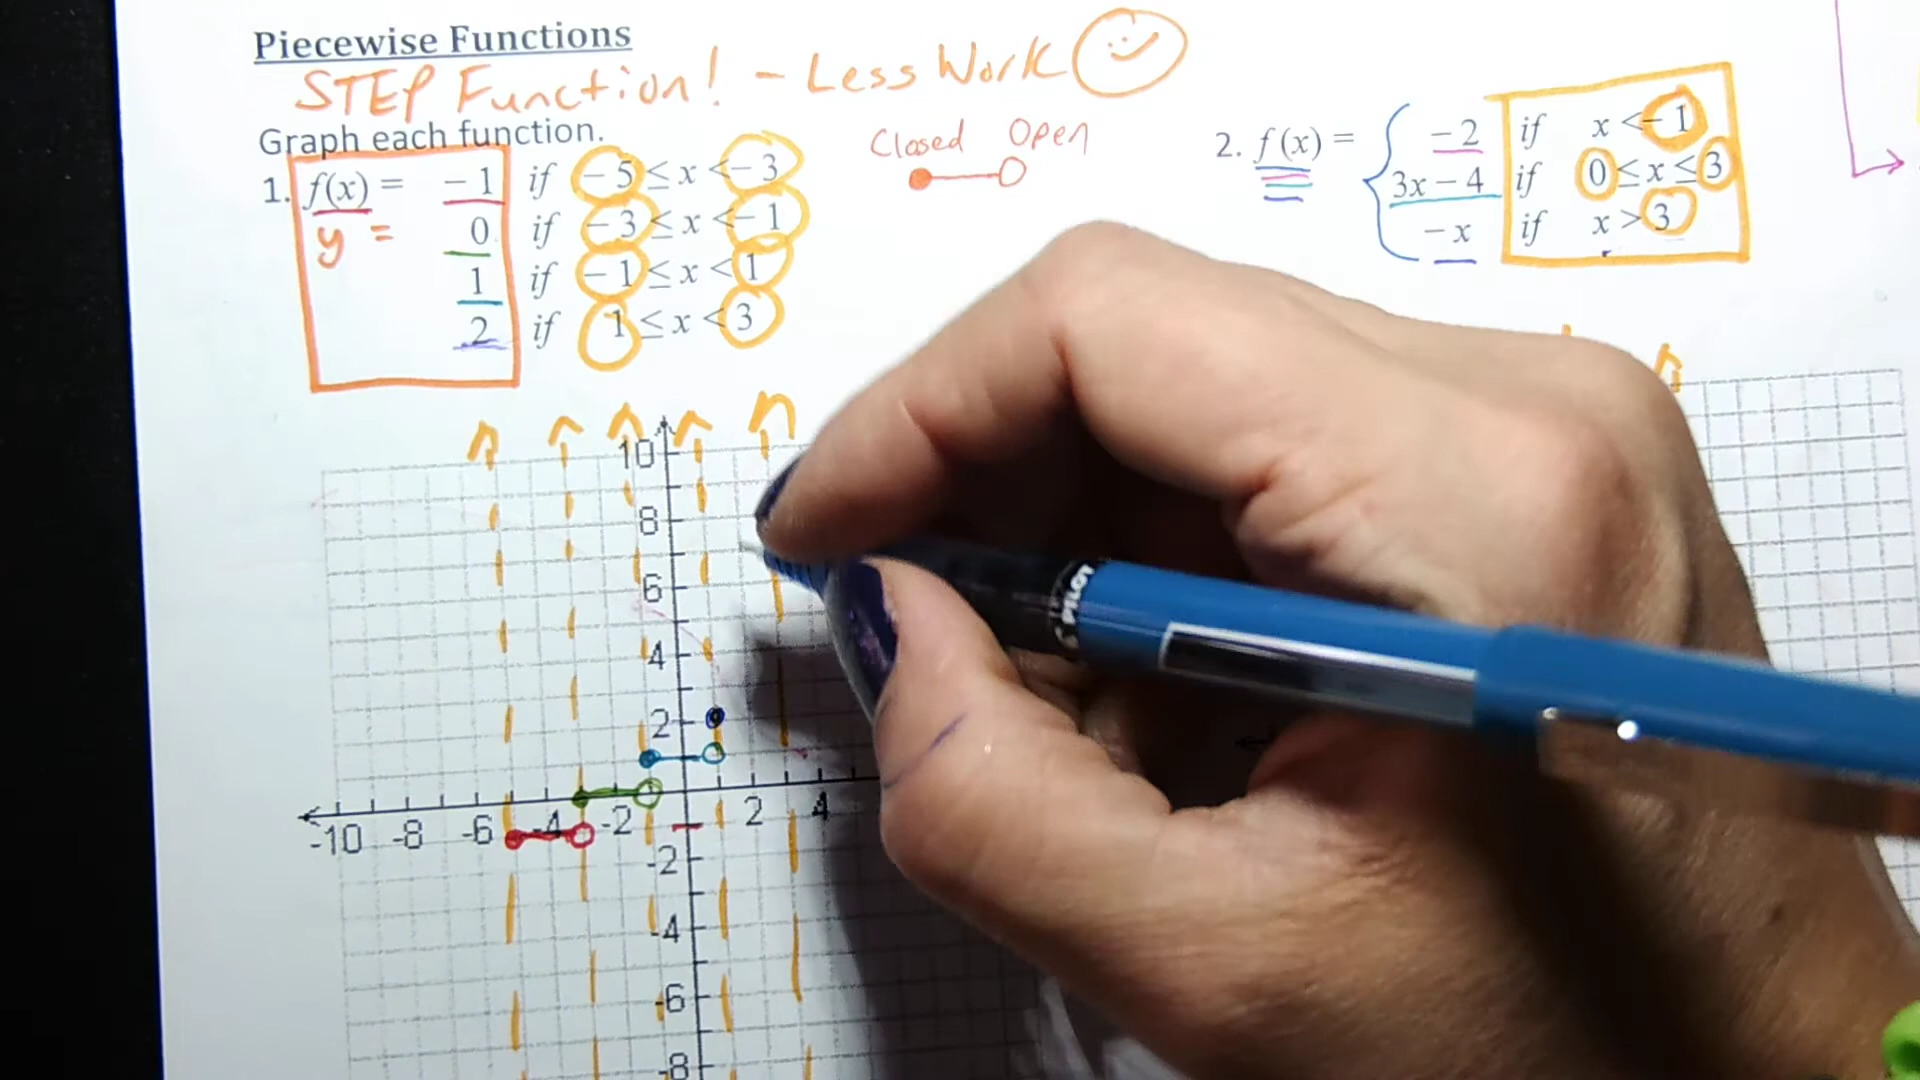 Piecewise Functions
STEP Function! - Less Work
Graph each function.
Closed Open
1. f(x) = -1 if -5 ≤ x < -3
y = 0 if -3 ≤ x < -1
1 if -1 ≤ x < 1
2 if 1 ≤ x < 3
2. f(x) = { -2 if x < -1
3x - 4 if 0 ≤ x ≤ 3
-x if x > 3
10
8
6
4
2
-10 -8 -6 -4 -2 2 4
-2
-4
-6
-8
PILOT